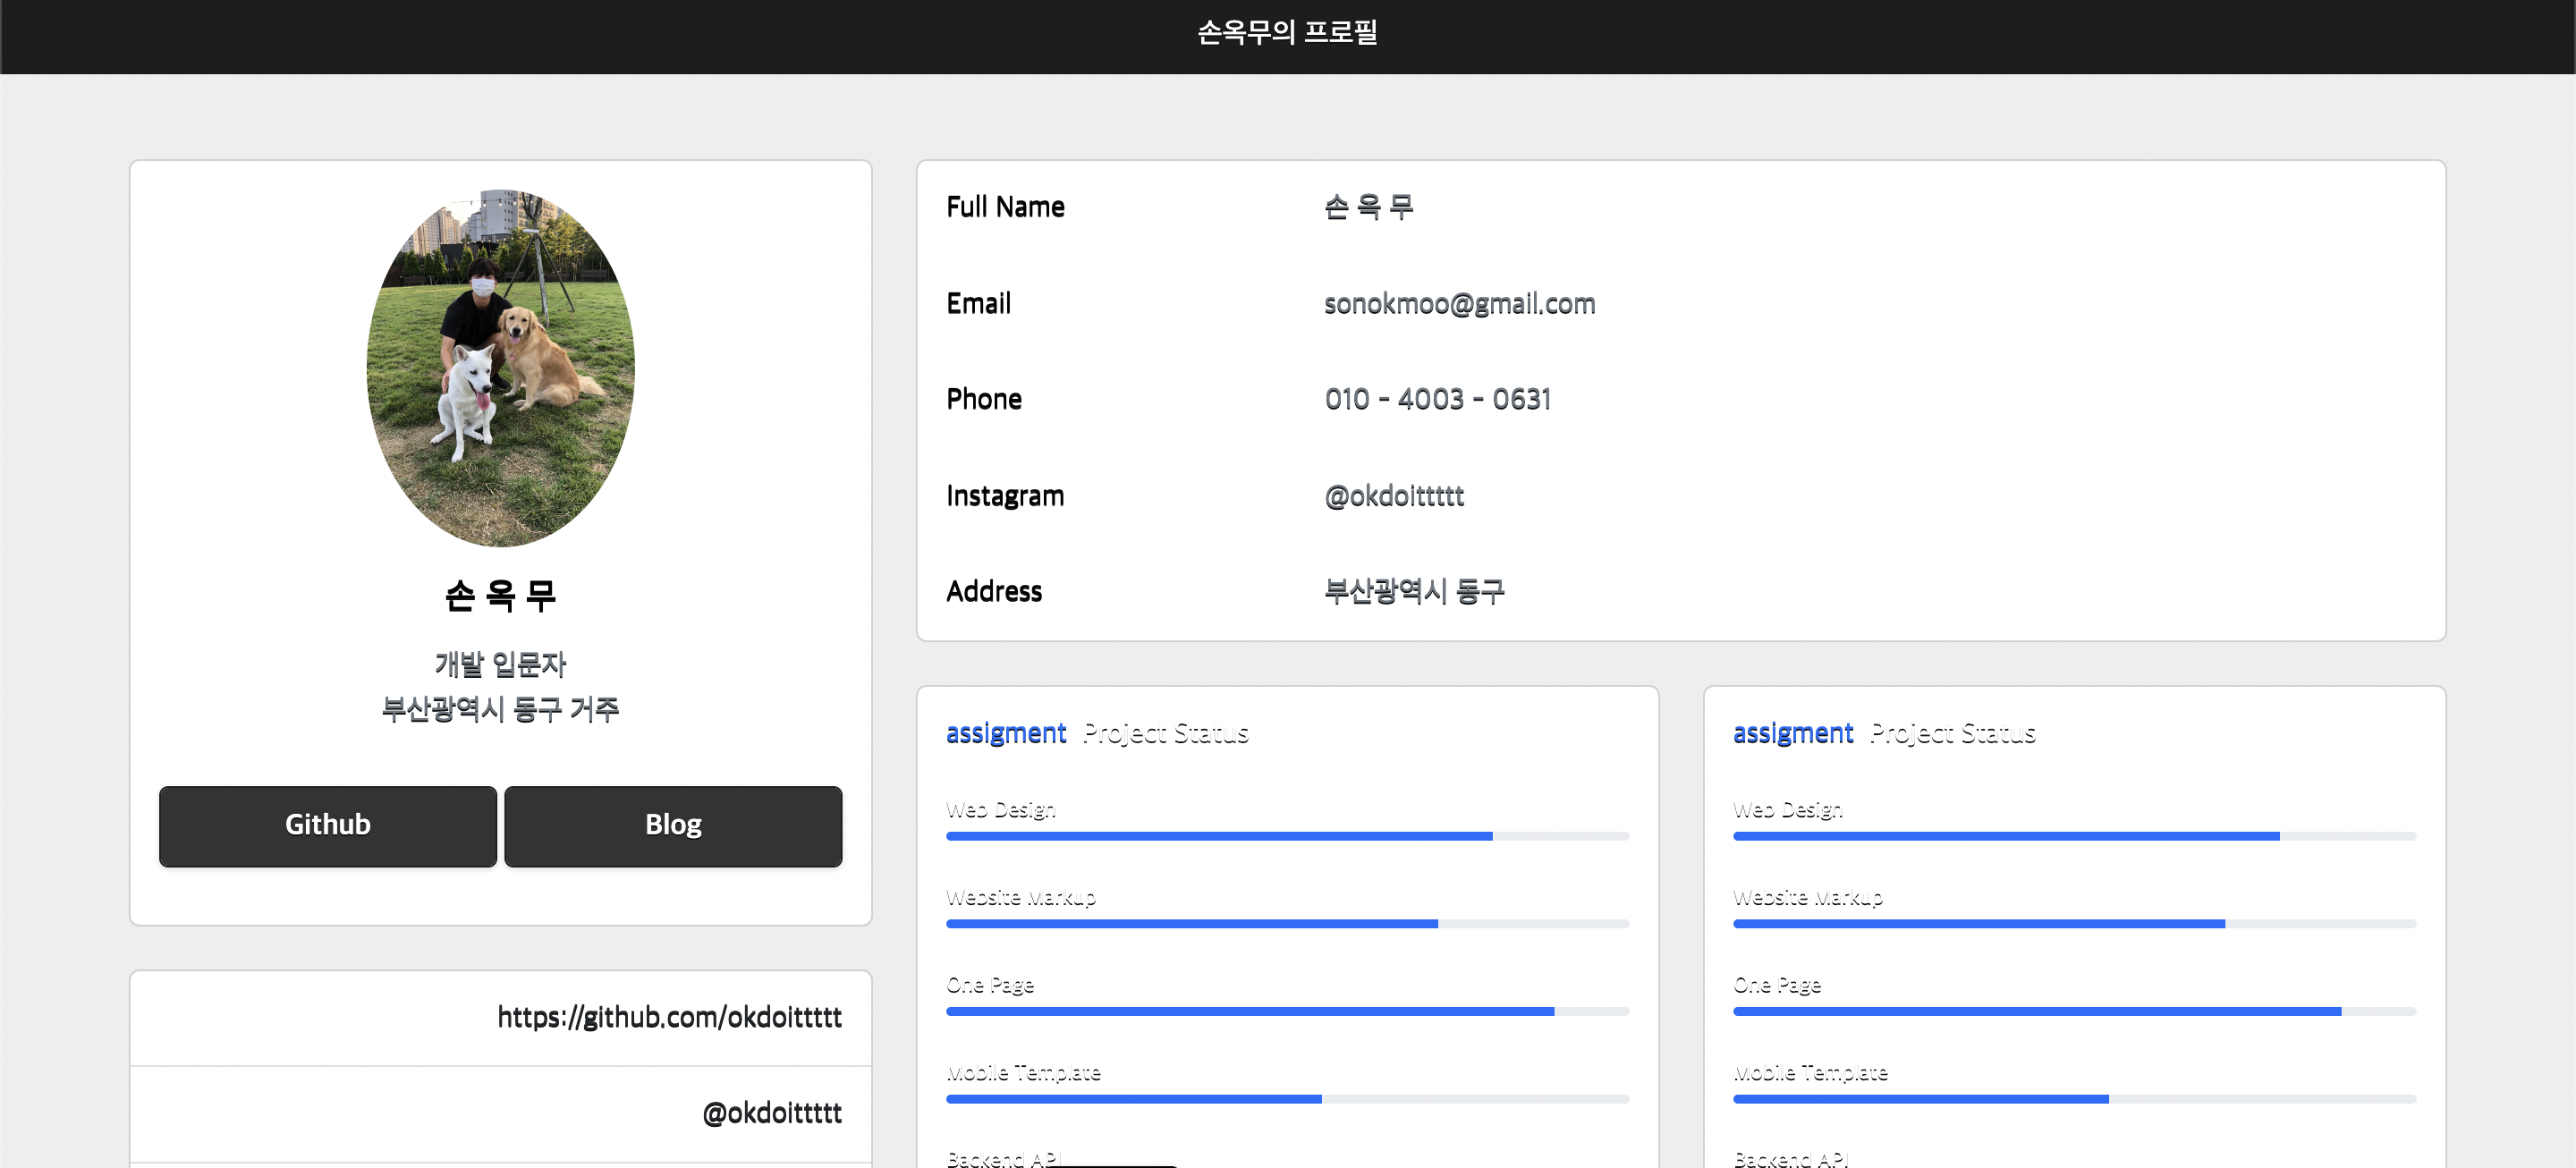 손옥무의 프로필
손 옥 무
개발 입문자
부산광역시 동구 거주
Github Blog
https://github.com/okdoittttt
@okdoittttt
Full Name 손 옥 무
Email sonokmoo@gmail.com
Phone 010 - 4003 - 0631
Instagram @okdoittttt
Address 부산광역시 동구
assigment Project Status
Web Design
Website Markup
One Page
Mobile Template
Backend API
assigment Project Status
Web Design
Website Markup
One Page
Mobile Template
Backend API